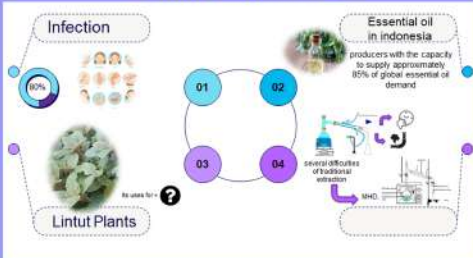 Infection
80%
Essential oil
in indonesia
producers with the capacity
to supply approximately
85% of global essential oil
demand
01
02
03
04
several difficulties
of traditional
extraction
MHD.
its uses for -
?
Lintut Plants